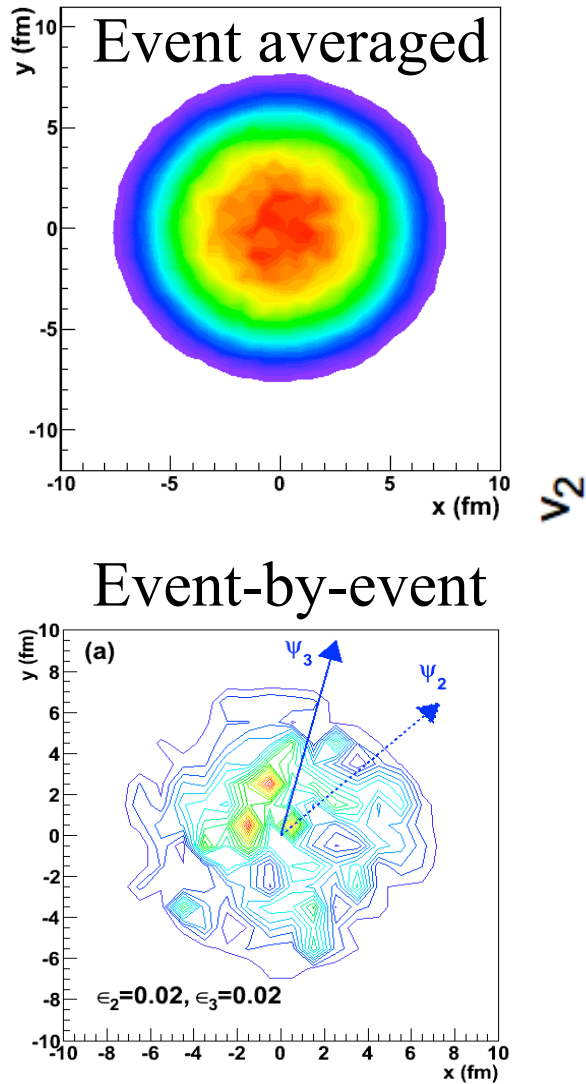 Event averaged
y (fm)
10
5
0
-5
-10
-10 -5 0 5 10
x (fm)
v2
Event-by-event
y (fm)
10
8
6
4
2
0
-2
-4
-6
-8
-10
(a)
ψ3
ψ2
ϵ2=0.02, ϵ3=0.02
-10 -8 -6 -4 -2 0 2 4 6 8 10
x (fm)